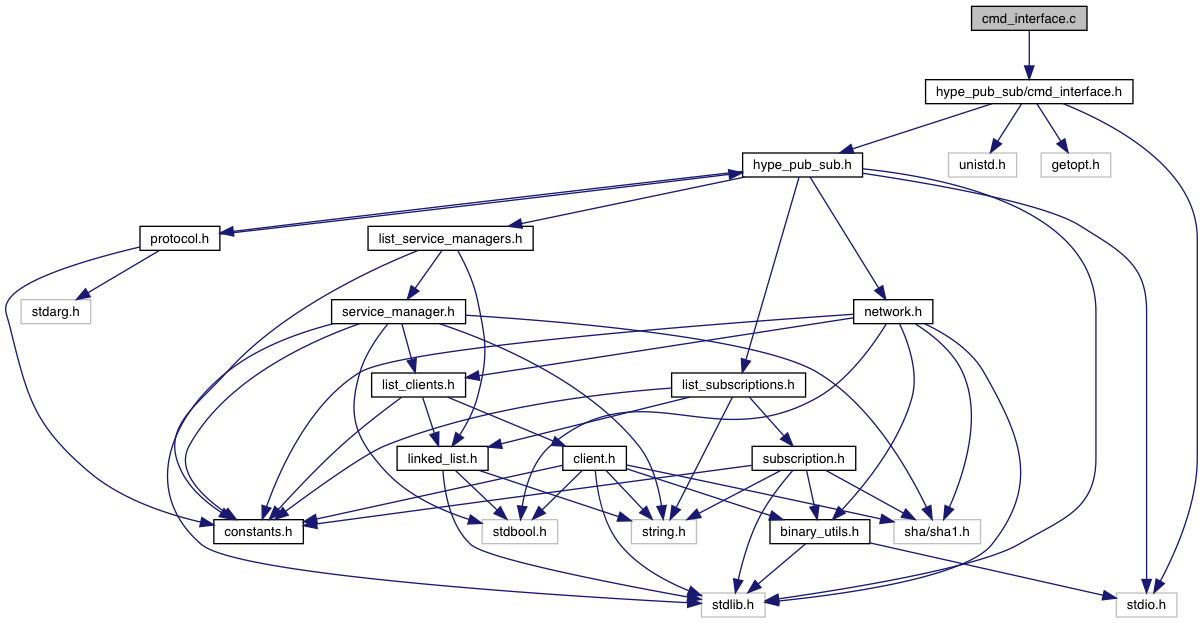 cmd_interface.c
hype_pub_sub/cmd_interface.h
hype_pub_sub.h
unistd.h
getopt.h
protocol.h
list_service_managers.h
stdarg.h
service_manager.h
network.h
list_clients.h
list_subscriptions.h
linked_list.h
client.h
subscription.h
constants.h
stdbool.h
string.h
binary_utils.h
sha/sha1.h
stdlib.h
stdio.h